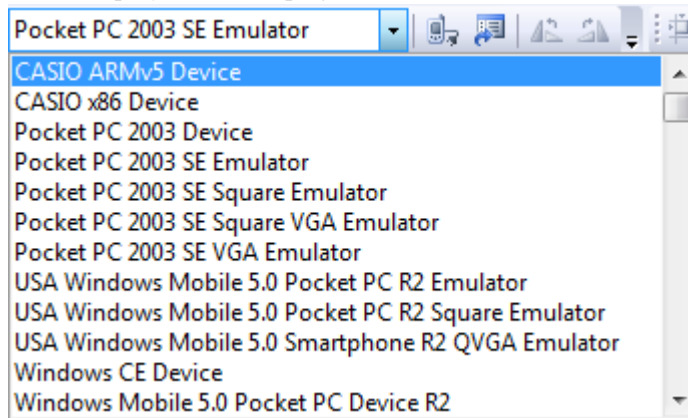 Pocket PC 2003 SE Emulator
CASIO ARMv5 Device
CASIO x86 Device
Pocket PC 2003 Device
Pocket PC 2003 SE Emulator
Pocket PC 2003 SE Square Emulator
Pocket PC 2003 SE Square VGA Emulator
Pocket PC 2003 SE VGA Emulator
USA Windows Mobile 5.0 Pocket PC R2 Emulator
USA Windows Mobile 5.0 Pocket PC R2 Square Emulator
USA Windows Mobile 5.0 Smartphone R2 QVGA Emulator
Windows CE Device
Windows Mobile 5.0 Pocket PC Device R2